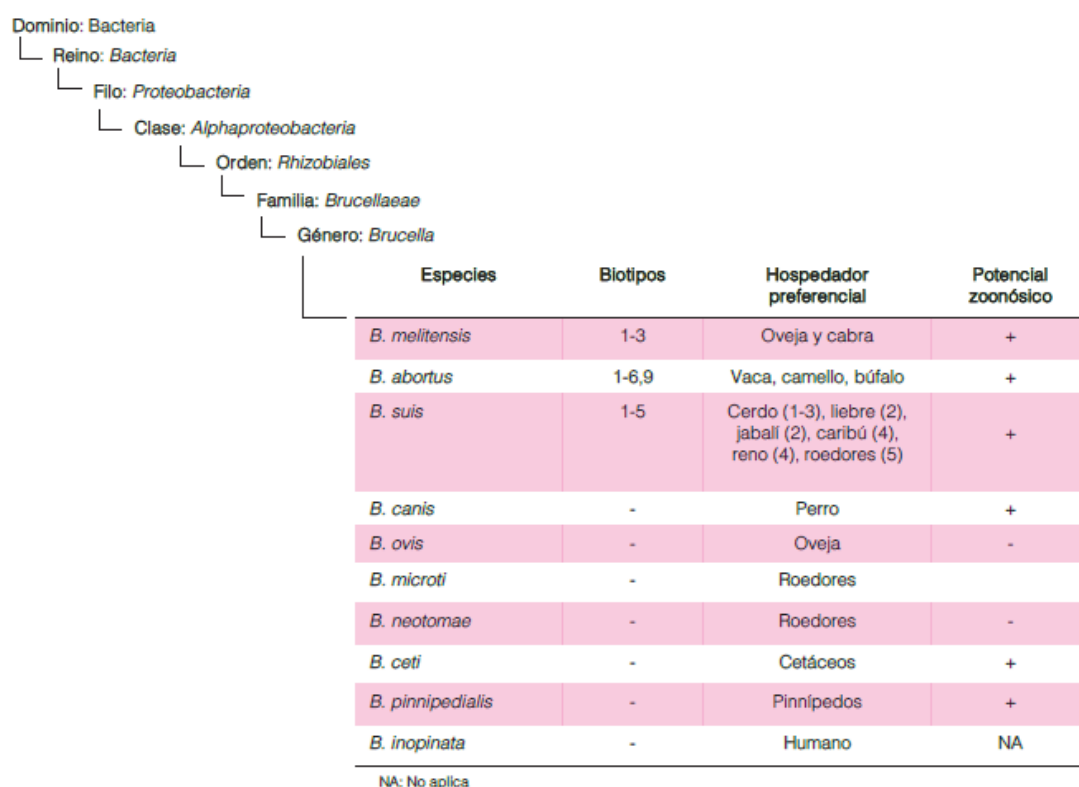 Dominio: Bacteria
Reino: Bacteria
Filo: Proteobacteria
Clase: Alphaproteobacteria
Orden: Rhizobiales
Familia: Brucellaeae
Género: Brucella
Especies Biotipos Hospedador preferencial Potencial zoonósico
B. melitensis 1-3 Oveja y cabra +
B. abortus 1-6,9 Vaca, camello, búfalo +
B. suis 1-5 Cerdo (1-3), liebre (2),
jabalí (2), caribú (4), +
reno (4), roedores (5)
B. canis - Perro +
B. ovis - Oveja -
B. microti - Roedores
B. neotomae - Roedores -
B. ceti - Cetáceos +
B. pinnipedialis - Pinnípedos +
B. inopinata - Humano NA
NA: No aplica